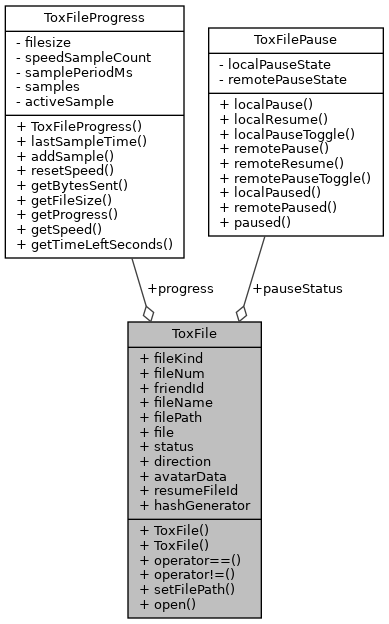 ToxFileProgress
- filesize
- speedSampleCount
- samplePeriodMs
- samples
- activeSample
+ ToxFileProgress()
+ lastSampleTime()
+ addSample()
+ resetSpeed()
+ getBytesSent()
+ getFileSize()
+ getProgress()
+ getSpeed()
+ getTimeLeftSeconds()
ToxFilePause
- localPauseState
- remotePauseState
+ localPause()
+ localResume()
+ localPauseToggle()
+ remotePause()
+ remoteResume()
+ remotePauseToggle()
+ localPaused()
+ remotePaused()
+ paused()
+progress
+pauseStatus
ToxFile
+ fileKind
+ fileNum
+ friendId
+ fileName
+ filePath
+ file
+ status
+ direction
+ avatarData
+ resumeFileId
+ hashGenerator
+ ToxFile()
+ ToxFile()
+ operator==()
+ operator!=()
+ setFilePath()
+ open()